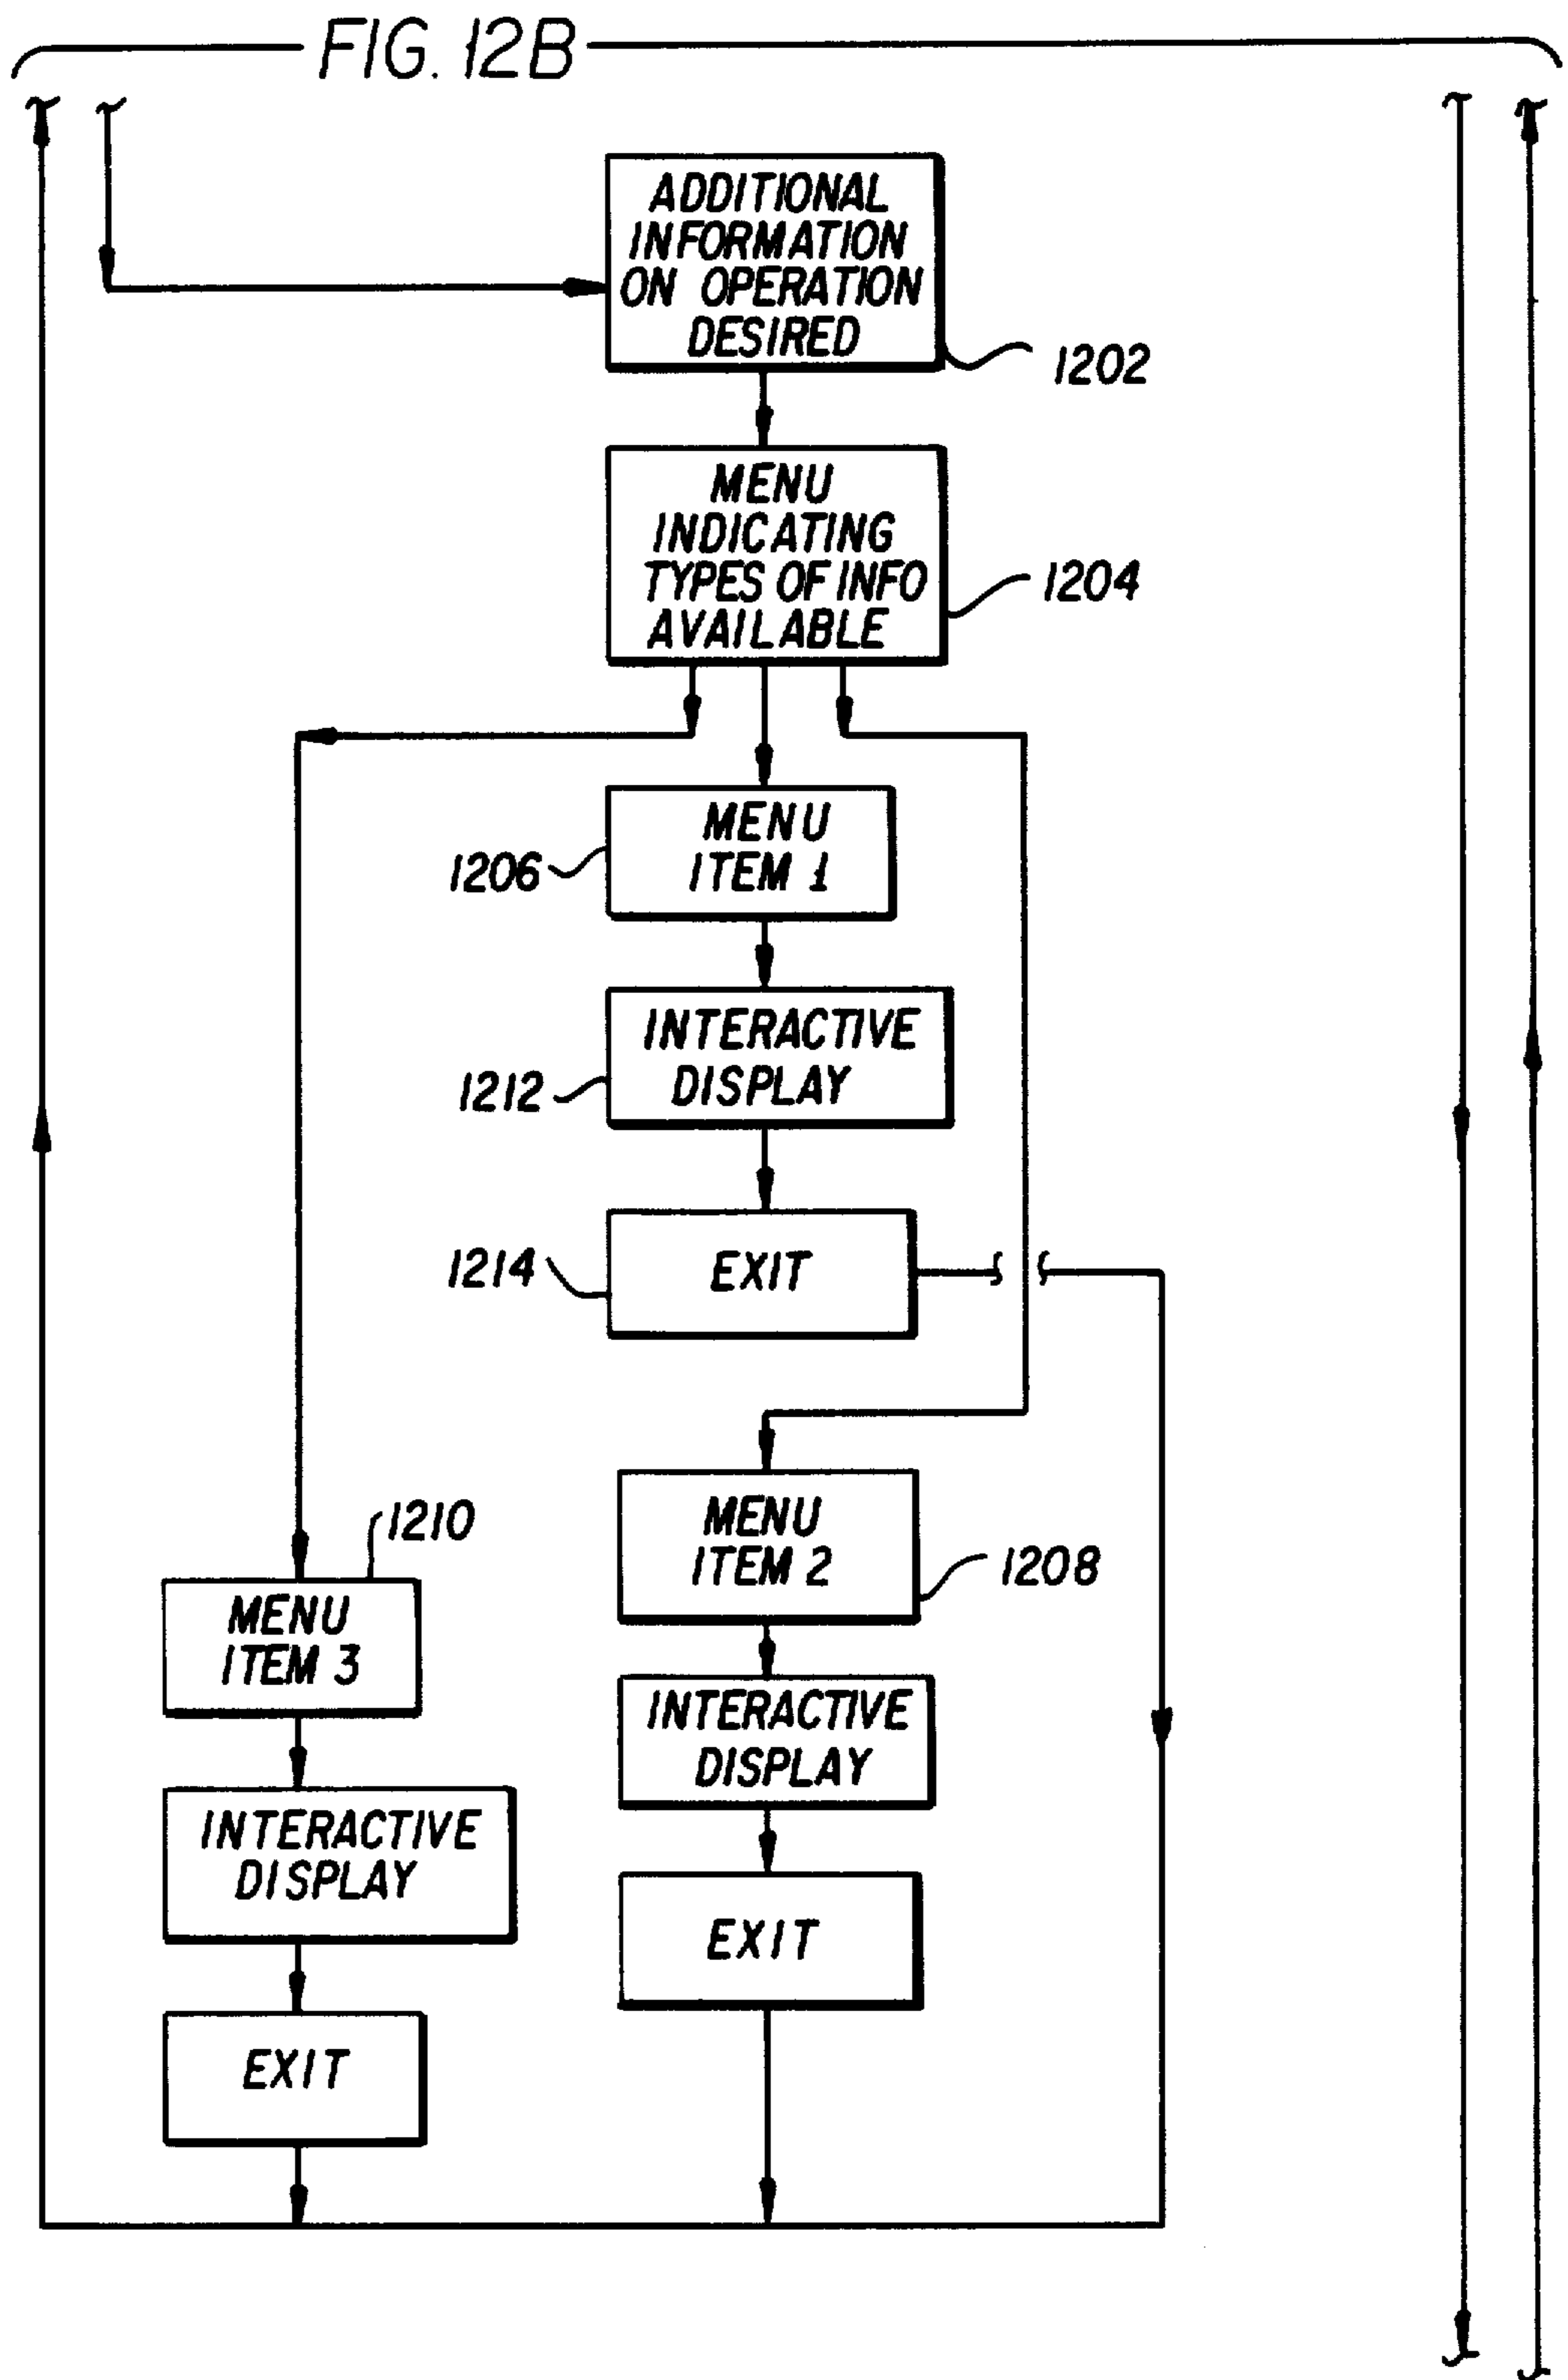 FIG. 12B
ADDITIONAL
INFORMATION
ON OPERATION
DESIRED
1202
MENU
INDICATING
TYPES OF INFO
AVAILABLE
1204
MENU
ITEM 1
1206
INTERACTIVE
DISPLAY
1212
EXIT
1214
MENU
ITEM 2
1208
INTERACTIVE
DISPLAY
EXIT
1210
MENU
ITEM 3
INTERACTIVE
DISPLAY
EXIT